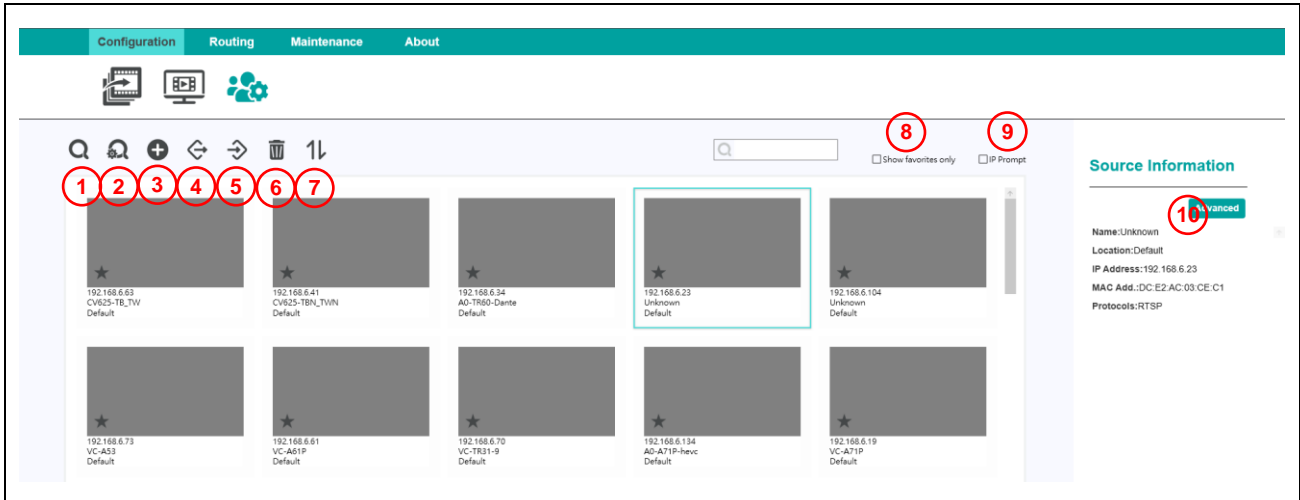 Configuration Routing Maintenance About
8 9
Show favorites only IP Prompt
Source Information
1 2 3 4 5 6 7
10
Name:Unknown
Location:Default
IP Address:192.168.6.23
MAC Add.:DC:E2:AC:03:CE:C1
Protocols:RTSP
192.168.6.63
CV625-TB_TW
Default
192.168.6.41
CV625-TBN_TWN
Default
192.168.6.34
A0-TR60-Dante
Default
192.168.6.23
Unknown
Default
192.168.6.104
Unknown
Default
192.168.6.73
VC-A53
Default
192.168.6.61
VC-A61P
Default
192.168.6.70
VC-TR31-9
Default
192.168.6.134
A0-A71P-hevc
Default
192.168.6.19
VC-A71P
Default